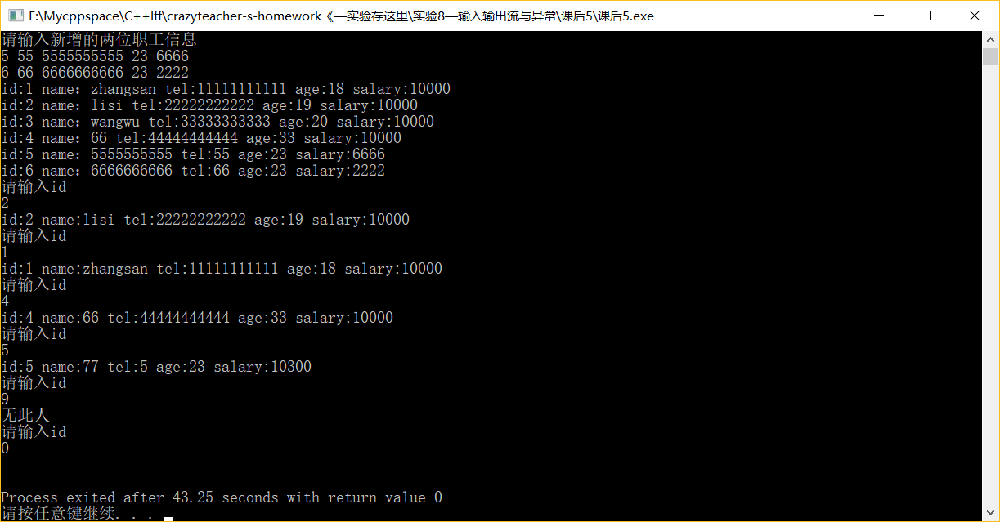 F:\Mycppspace\C++lff\crazyteacher-s-homework《—实验存这里\实验8—输入输出流与异常\课后5\课后5.exe
请输入新增的两位职工信息
5 55 5555555555 23 6666
6 66 6666666666 23 2222
id:1 name: zhangsan tel:11111111111 age:18 salary:10000
id:2 name: lisi tel:22222222222 age:19 salary:10000
id:3 name: wangwu tel:33333333333 age:20 salary:10000
id:4 name: 66 tel:44444444444 age:33 salary:10000
id:5 name: 5555555555 tel:55 age:23 salary:6666
id:6 name: 6666666666 tel:66 age:23 salary:2222
请输入id
2
id:2 name:lisi tel:22222222222 age:19 salary:10000
请输入id
1
id:1 name:zhangsan tel:11111111111 age:18 salary:10000
请输入id
4
id:4 name:66 tel:44444444444 age:33 salary:10000
请输入id
5
id:5 name:77 tel:5 age:23 salary:10300
请输入id
9
无此人
请输入id
0
--------------------------------
Process exited after 43.25 seconds with return value 0
请按任意键继续. . .